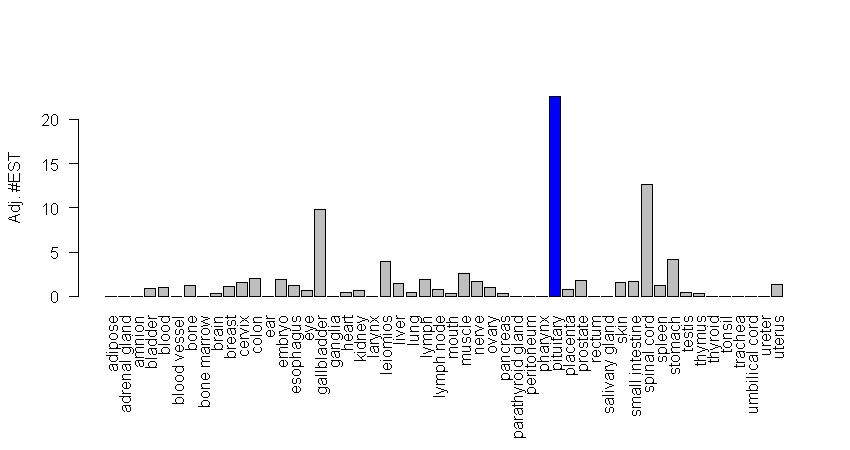 20
15
10
5
0
Adj. #EST
adipose
adrenal gland
amnion
bladder
blood
blood vessel
bone
bone marrow
brain
breast
cervix
colon
ear
embryo
esophagus
eye
gallbladder
ganglia
heart
kidney
larynx
leiomios
liver
lung
lymph
lymph node
mouth
muscle
nerve
ovary
pancreas
parathyroid gland
peritoneum
pharynx
pituitary
placenta
prostate
rectum
salivary gland
skin
small intestine
spinal cord
spleen
stomach
testis
thymus
thyroid
tonsil
trachea
umbilical cord
ureter
uterus